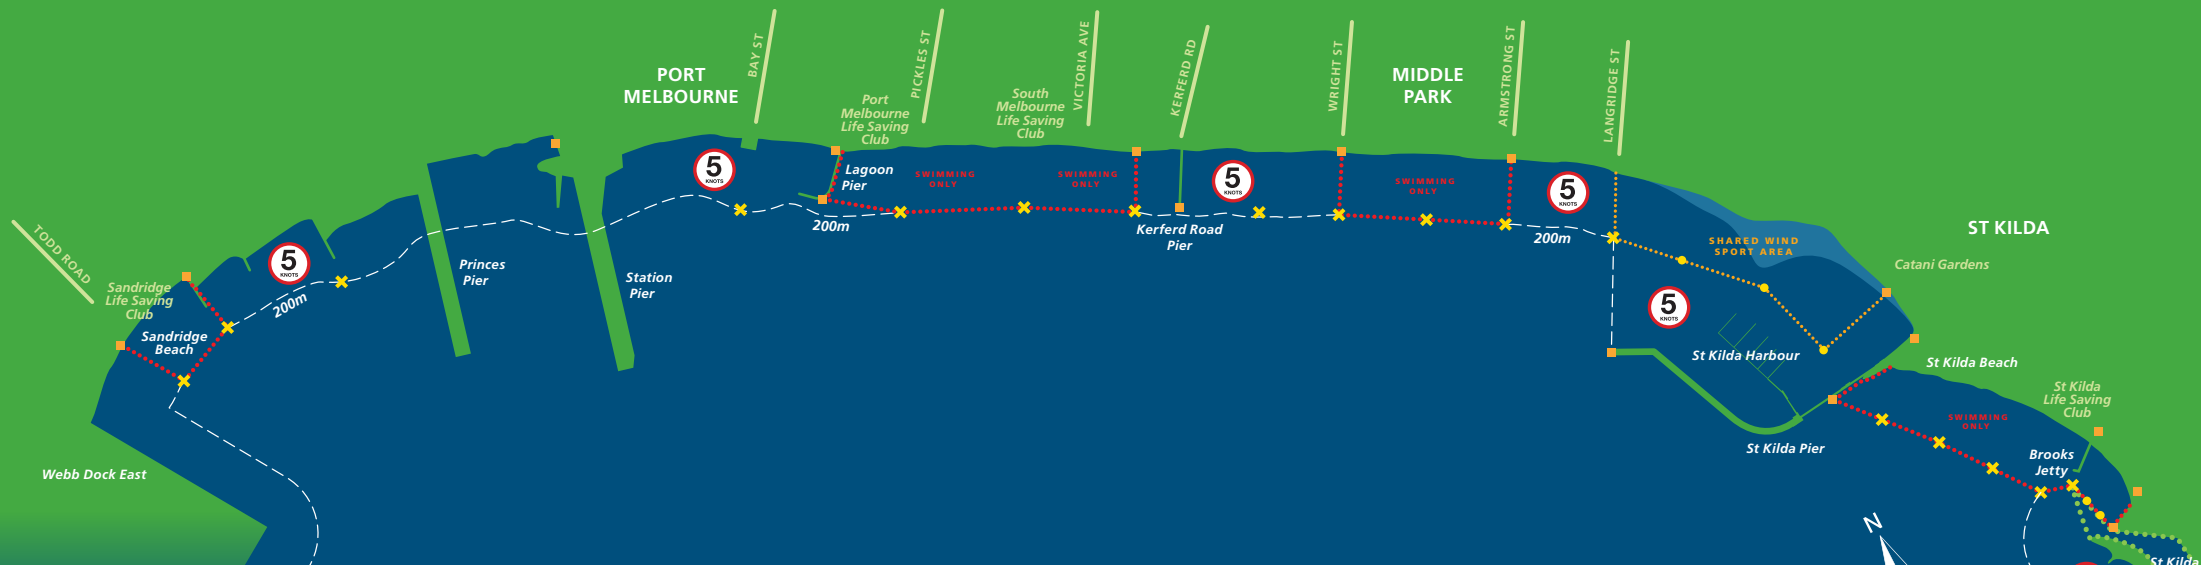 TODD ROAD
Sandridge
Life Saving
Club
Sandridge
Beach
Webb Dock East
5
KNOTS
200m
Princes
Pier
Station
Pier
PORT
MELBOURNE
5
KNOTS
BAY ST
Port
Melbourne
Life Saving
Club
PICKLES ST
Lagoon
Pier
200m
SWIMMING
ONLY
South
Melbourne
Life Saving
Club
VICTORIA AVE
SWIMMING
ONLY
KERFERD RD
Kerferd Road
Pier
5
KNOTS
WRIGHT ST
MIDDLE
PARK
SWIMMING
ONLY
ARMSTRONG ST
5
KNOTS
200m
LANGRIDGE ST
SHARED WIND
SPORT AREA
ST KILDA
Catani Gardens
5
KNOTS
St Kilda Harbour
St Kilda Beach
St Kilda Pier
St Kilda
Life Saving
Club
SWIMMING
ONLY
Brooks
Jetty
N
St Kilda